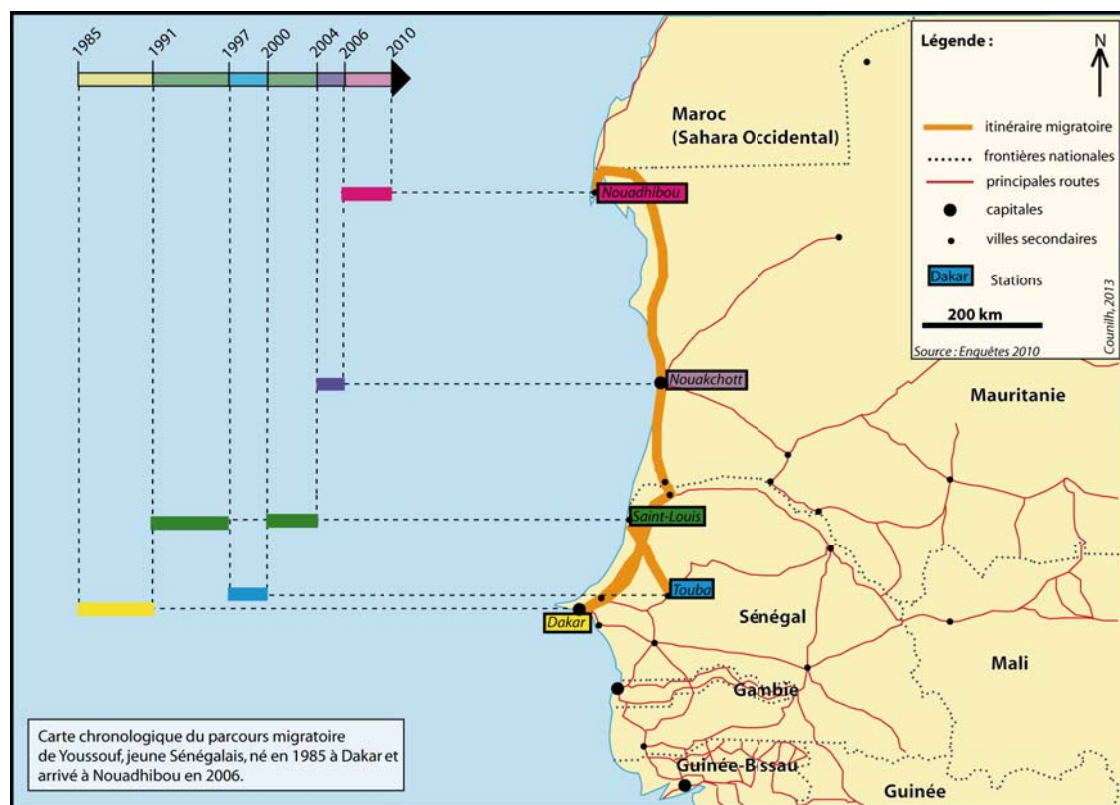 1985
1991
1997
2000
2004
2006
2010
Légende :
N
itinéraire migratoire
frontières nationales
principales routes
capitales
villes secondaires
Dakar
Stations
200 km
Source : Enquêtes 2010
Counilh, 2013
Maroc
(Sahara Occidental)
Nouadhibou
Nouakchott
Mauritanie
Saint-Louis
Touba
Dakar
Sénégal
Mali
Gambie
Guinée-Bissau
Guinée
Carte chronologique du parcours migratoire
de Youssouf, jeune Sénégalais, né en 1985 à Dakar et
arrivé à Nouadhibou en 2006.